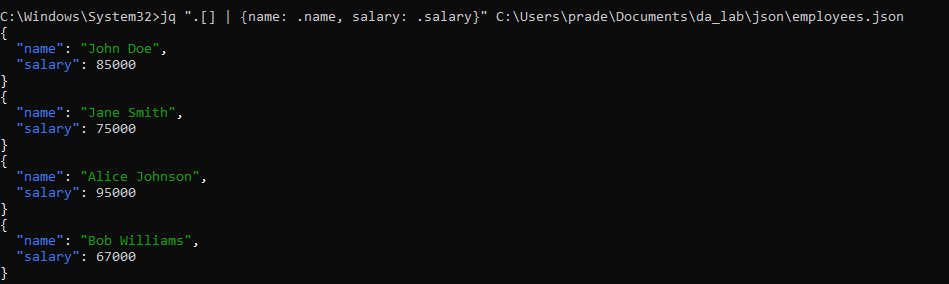 C:\Windows\System32>jq ".[] | {name: .name, salary: .salary}" C:\Users\prade\Documents\da_lab\json\employees.json
{
  "name": "John Doe",
  "salary": 85000
}
{
  "name": "Jane Smith",
  "salary": 75000
}
{
  "name": "Alice Johnson",
  "salary": 95000
}
{
  "name": "Bob Williams",
  "salary": 67000
}